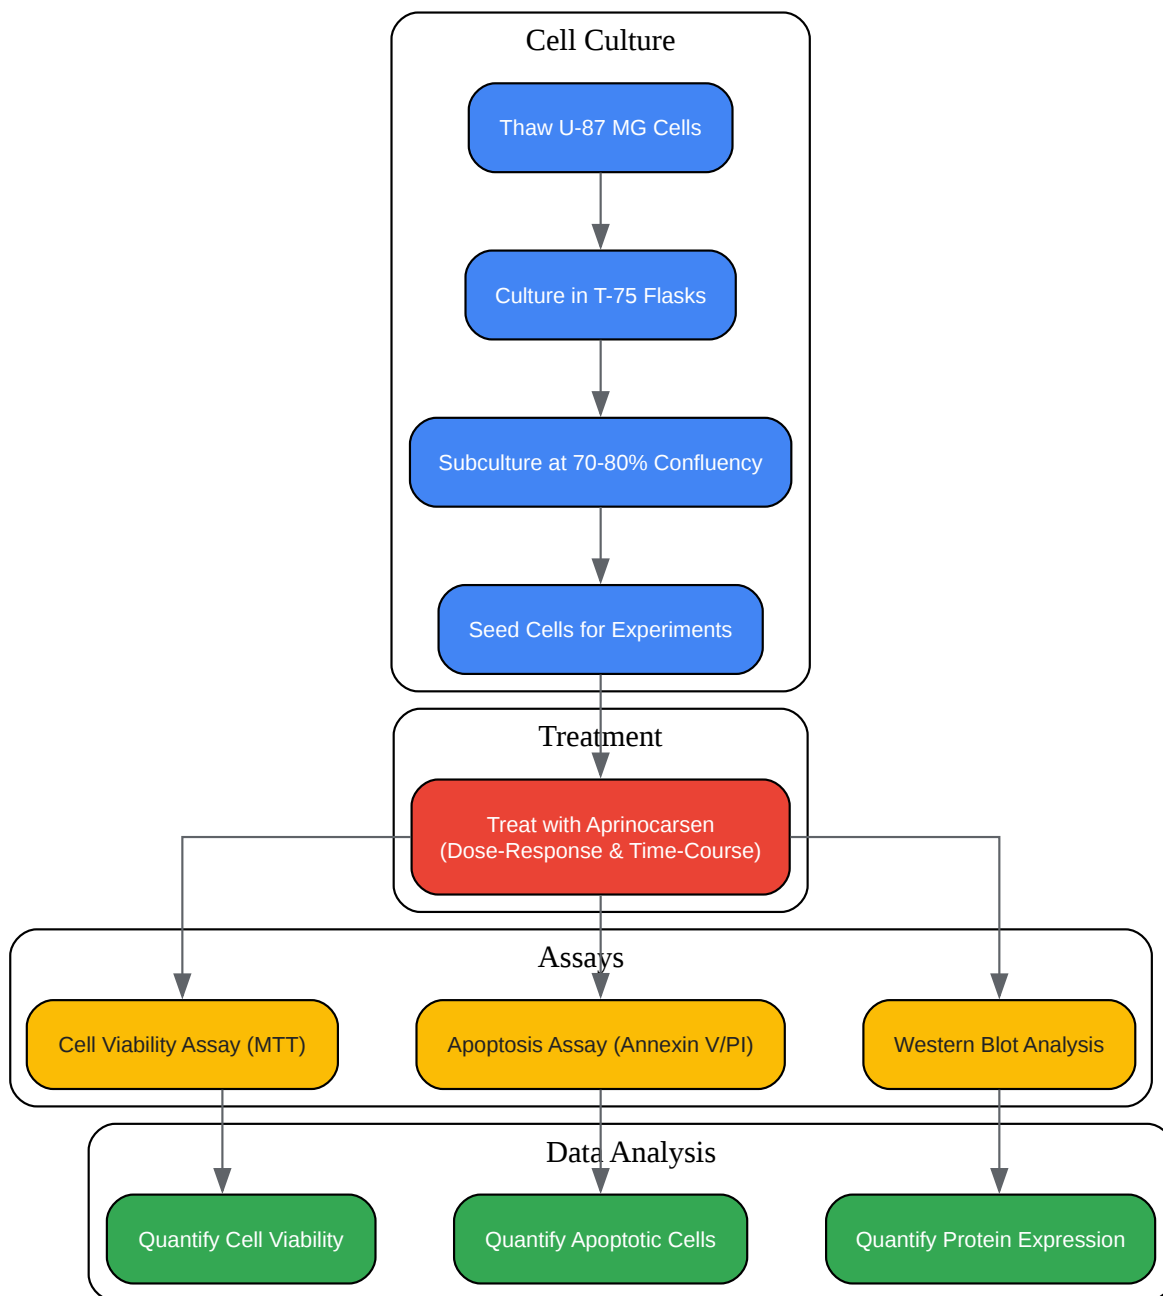 Cell Culture
Thaw U-87 MG Cells
Culture in T-75 Flasks
Subculture at 70-80% Confluency
Seed Cells for Experiments
Treatment
Treat with Aprinocarsen
(Dose-Response & Time-Course)
Assays
Cell Viability Assay (MTT)
Apoptosis Assay (Annexin V/PI)
Western Blot Analysis
Data Analysis
Quantify Cell Viability
Quantify Apoptotic Cells
Quantify Protein Expression